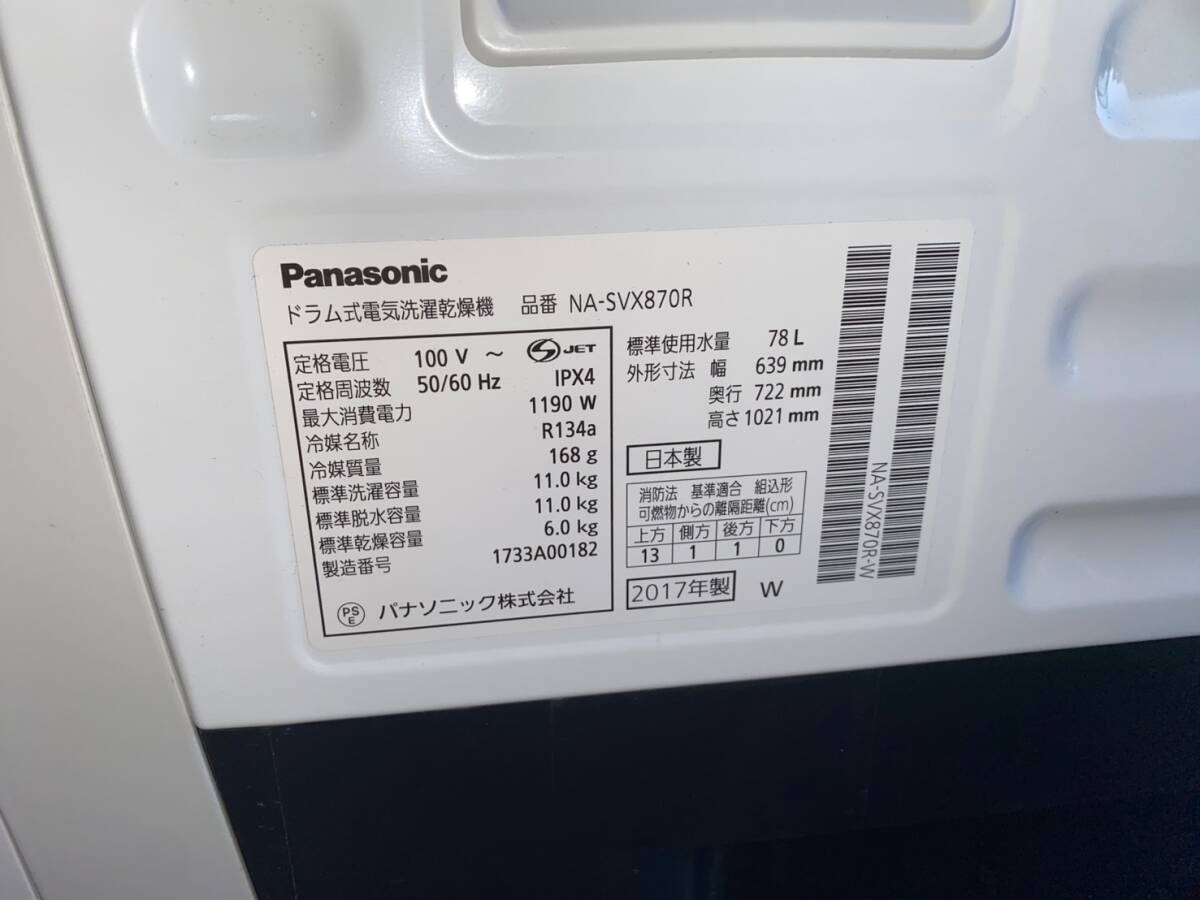 Panasonic
ドラム式電気洗濯乾燥機 品番 NA-SVX870R
定格電圧 100 V ~ S JET
定格周波数 50/60 Hz IPX4
最大消費電力 1190 W
冷媒名称 R134a
冷媒質量 168 g
標準洗濯容量 11.0 kg
標準脱水容量 11.0 kg
標準乾燥容量 6.0 kg
製造番号 1733A00182
PS E パナソニック株式会社
標準使用水量 78 L
外形寸法 幅 639 mm
奥行 722 mm
高さ 1021 mm
日本製
消防法 基準適合 組込形
可燃物からの離隔距離(cm)
上方 側方 後方 下方
13 1 1 0
2017年製 W
NA-SVX870R-W